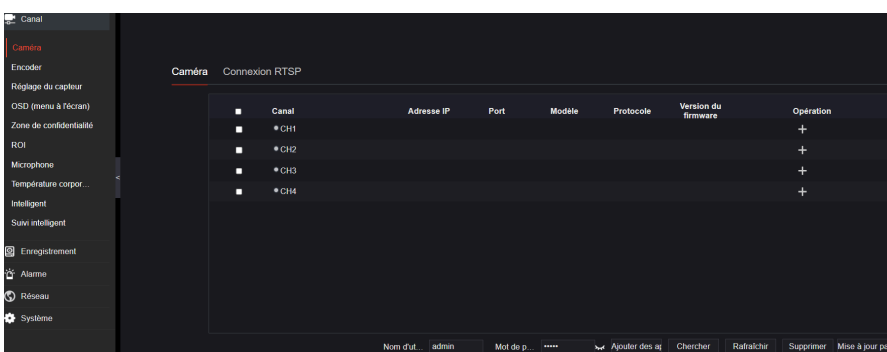 Canal
Caméra
Encoder
Réglage du capteur
OSD (menu à l'écran)
Zone de confidentialité
ROI
Microphone
Température corpor...
Intelligent
Suivi intelligent
Enregistrement
Alarme
Réseau
Système
Caméra Connexion RTSP
Canal Adresse IP Port Modèle Protocole Version du firmware Opération
CH1 +
CH2 +
CH3 +
CH4 +
Nom d'ut... admin Mot de p... ••••• Ajouter des ap Chercher Rafraîchir Supprimer Mise à jour pa